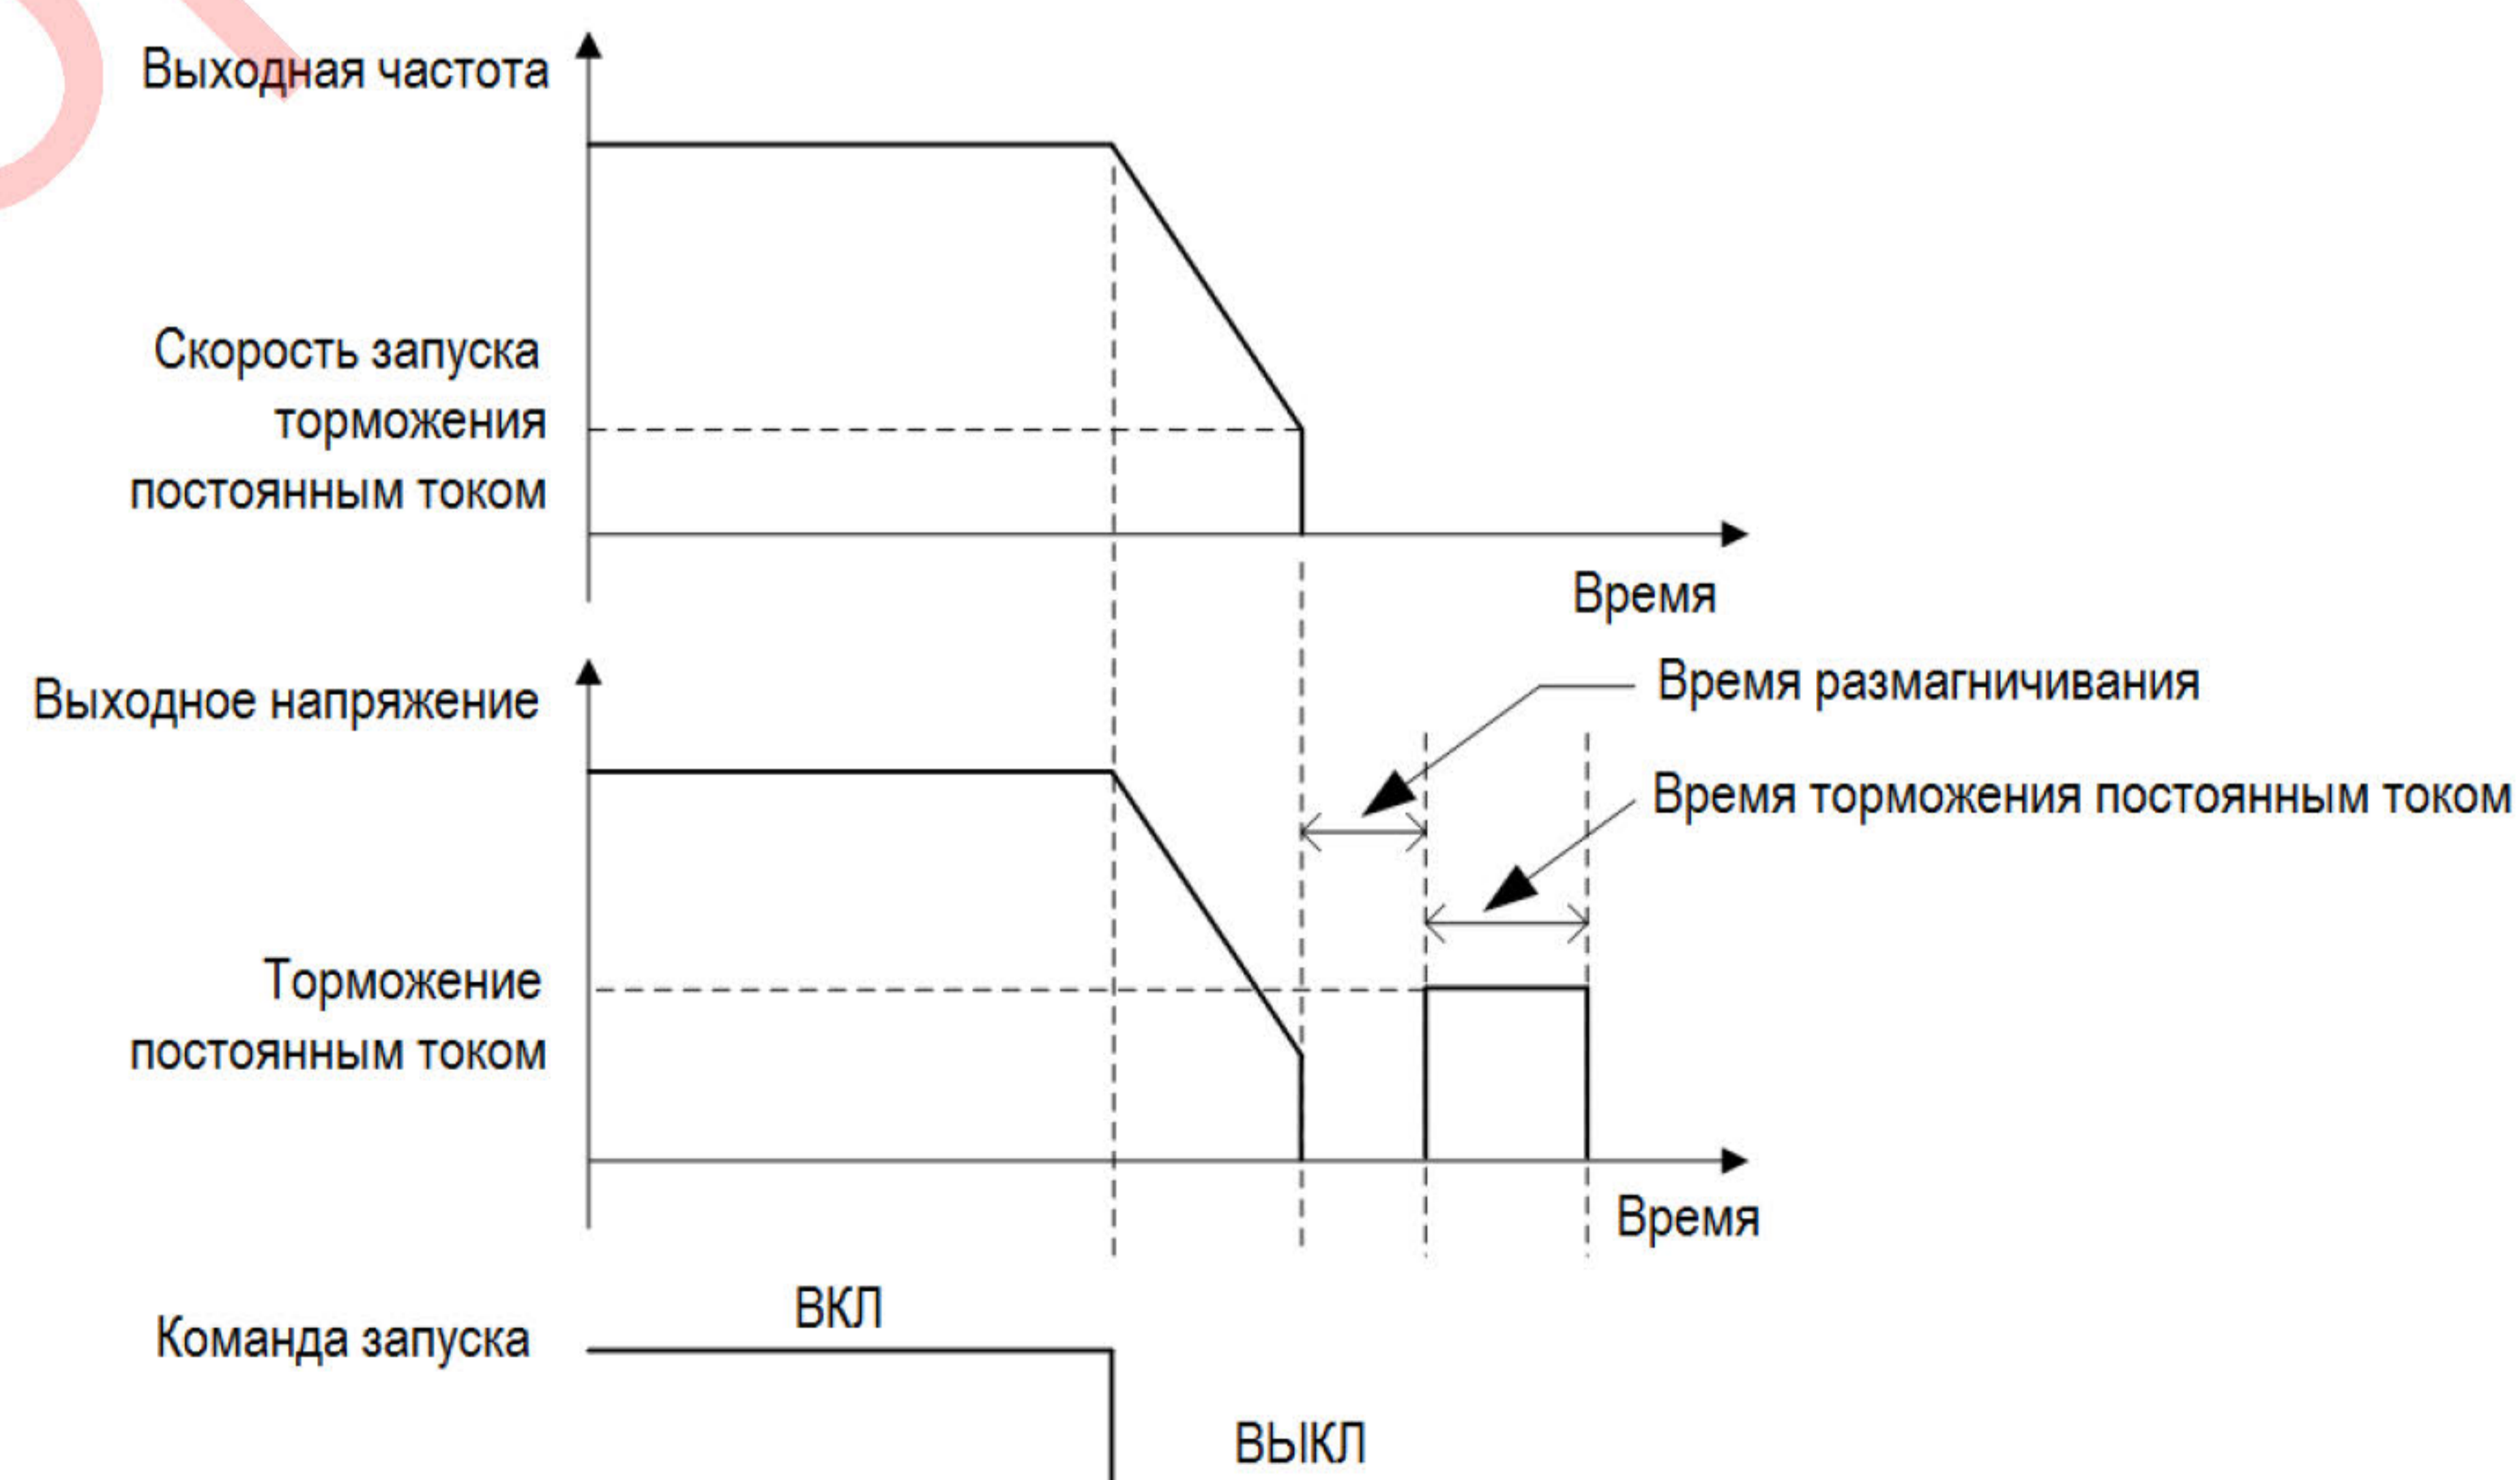 Выходная частота
Скорость запуска
торможения
постоянным током
Время
Выходное напряжение
Время размагничивания
Время торможения постоянным током
Торможение
постоянным током
Время
ВКЛ
Команда запуска
ВЫКЛ